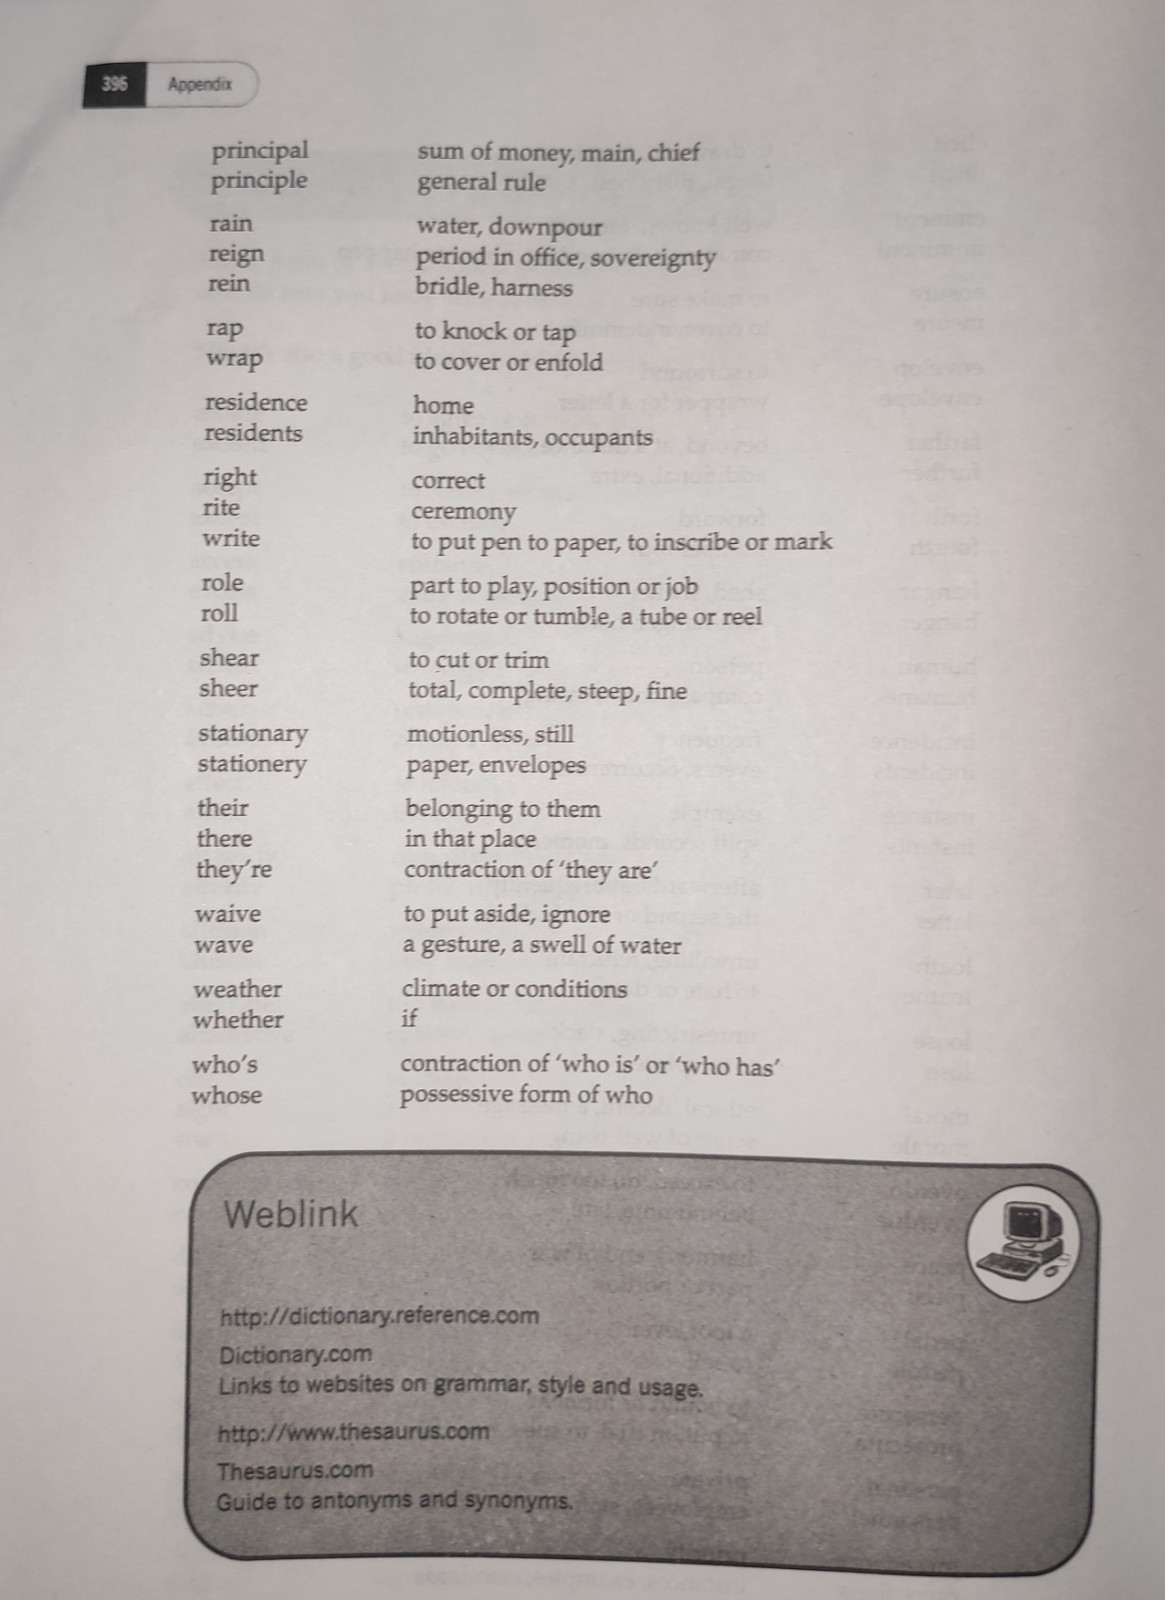 396 Appendix
principal sum of money, main, chief
principle general rule
rain water, downpour
reign period in office, sovereignty
rein bridle, harness
rap to knock or tap
wrap to cover or enfold
residence home
residents inhabitants, occupants
right correct
rite ceremony
write to put pen to paper, to inscribe or mark
role part to play, position or job
roll to rotate or tumble, a tube or reel
shear to cut or trim
sheer total, complete, steep, fine
stationary motionless, still
stationery paper, envelopes
their belonging to them
there in that place
they're contraction of 'they are'
waive to put aside, ignore
wave a gesture, a swell of water
weather climate or conditions
whether if
who's contraction of 'who is' or 'who has'
whose possessive form of who
Weblink
http://dictionary.reference.com
Dictionary.com
Links to websites on grammar, style and usage.
http://www.thesaurus.com
Thesaurus.com
Guide to antonyms and synonyms.